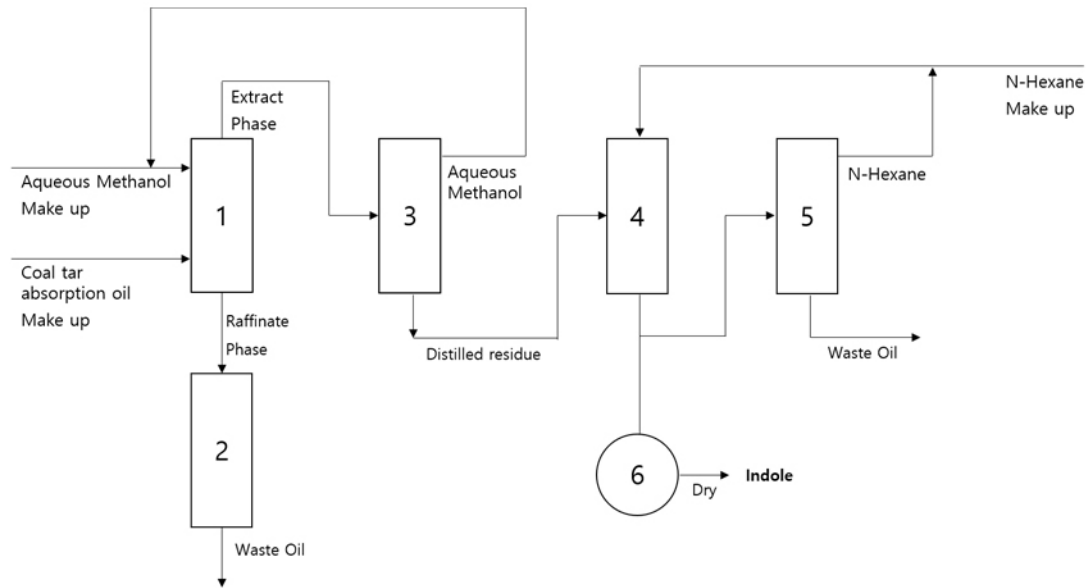 Extract
Phase
N-Hexane
Make up
Aqueous Methanol
Make up
1
3
Aqueous
Methanol
4
5
N-Hexane
Coal tar
absorption oil
Make up
Raffinate
Phase
Distilled residue
Waste Oil
2
6
Dry
Indole
Waste Oil